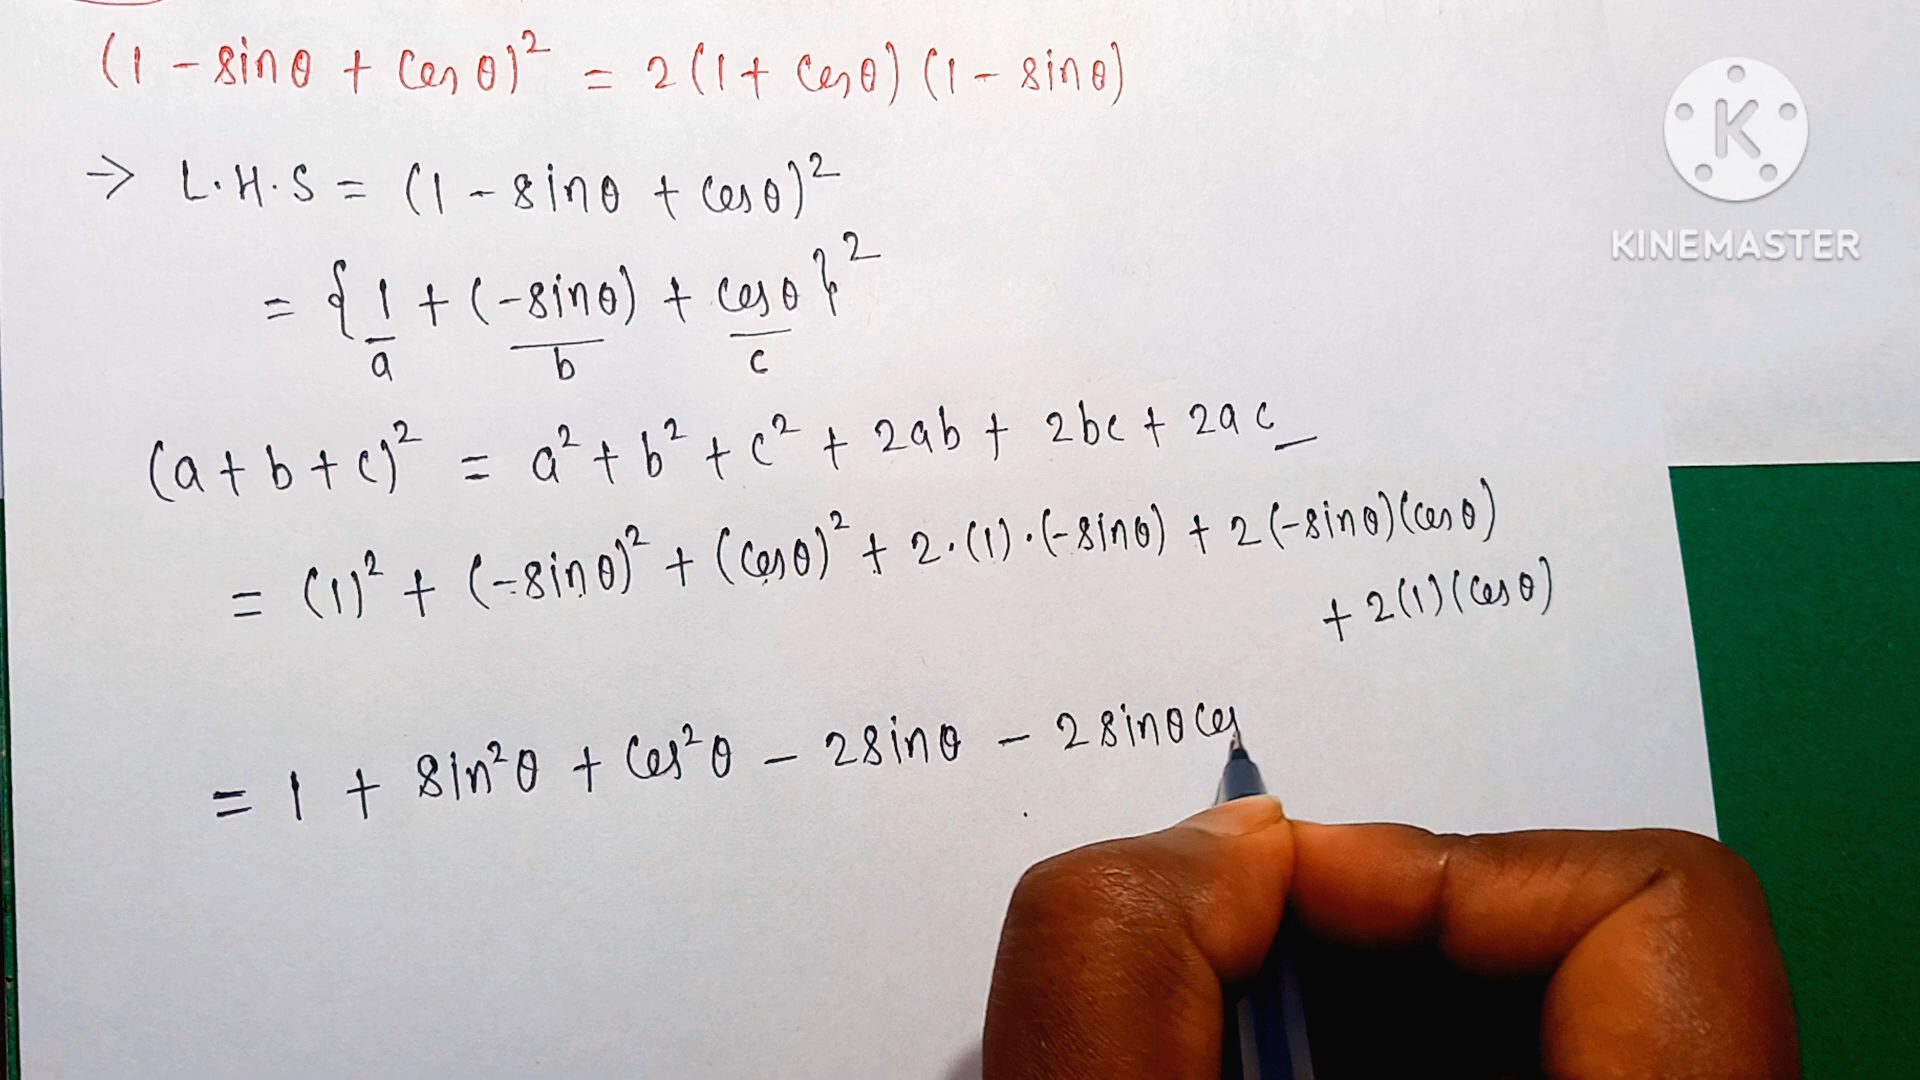 (1 - sinθ + cosθ)² = 2(1 + cosθ)(1 - sinθ)
K
KINEMASTER
→ L.H.S = (1 - sinθ + cosθ)²
= {1 + (-sinθ) + cosθ}²
a b c
(a + b + c)² = a² + b² + c² + 2ab + 2bc + 2ac
= (1)² + (-sinθ)² + (cosθ)² + 2·(1)·(-sinθ) + 2(-sinθ)(cosθ)
+ 2(1)(cosθ)
= 1 + sin²θ + cos²θ - 2sinθ - 2sinθcos